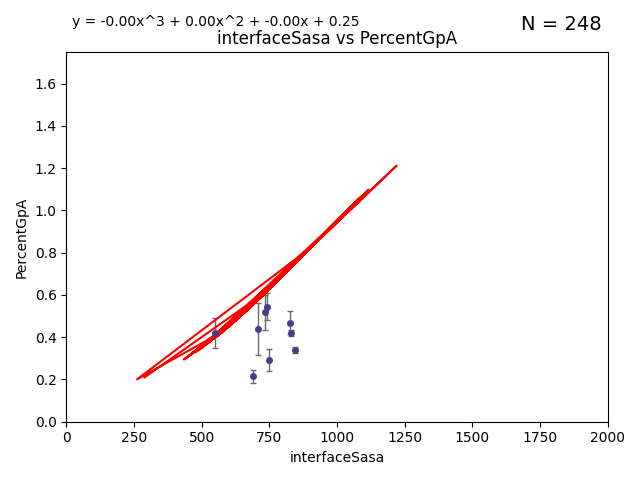 y = -0.00x^3 + 0.00x^2 + -0.00x + 0.25
N = 248
interfaceSasa vs PercentGpA
PercentGpA
1.6
1.4
1.2
1.0
0.8
0.6
0.4
0.2
0.0
0 250 500 750 1000 1250 1500 1750 2000
interfaceSasa